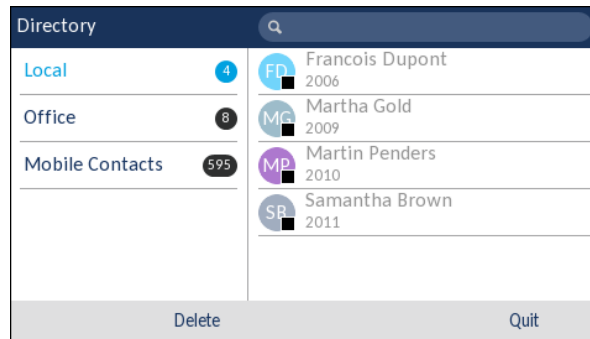 Directory
Local
4
Office
8
Mobile Contacts
595
FD
Francois Dupont
2006
MG
Martha Gold
2009
MP
Martin Penders
2010
SB
Samantha Brown
2011
Delete
Quit